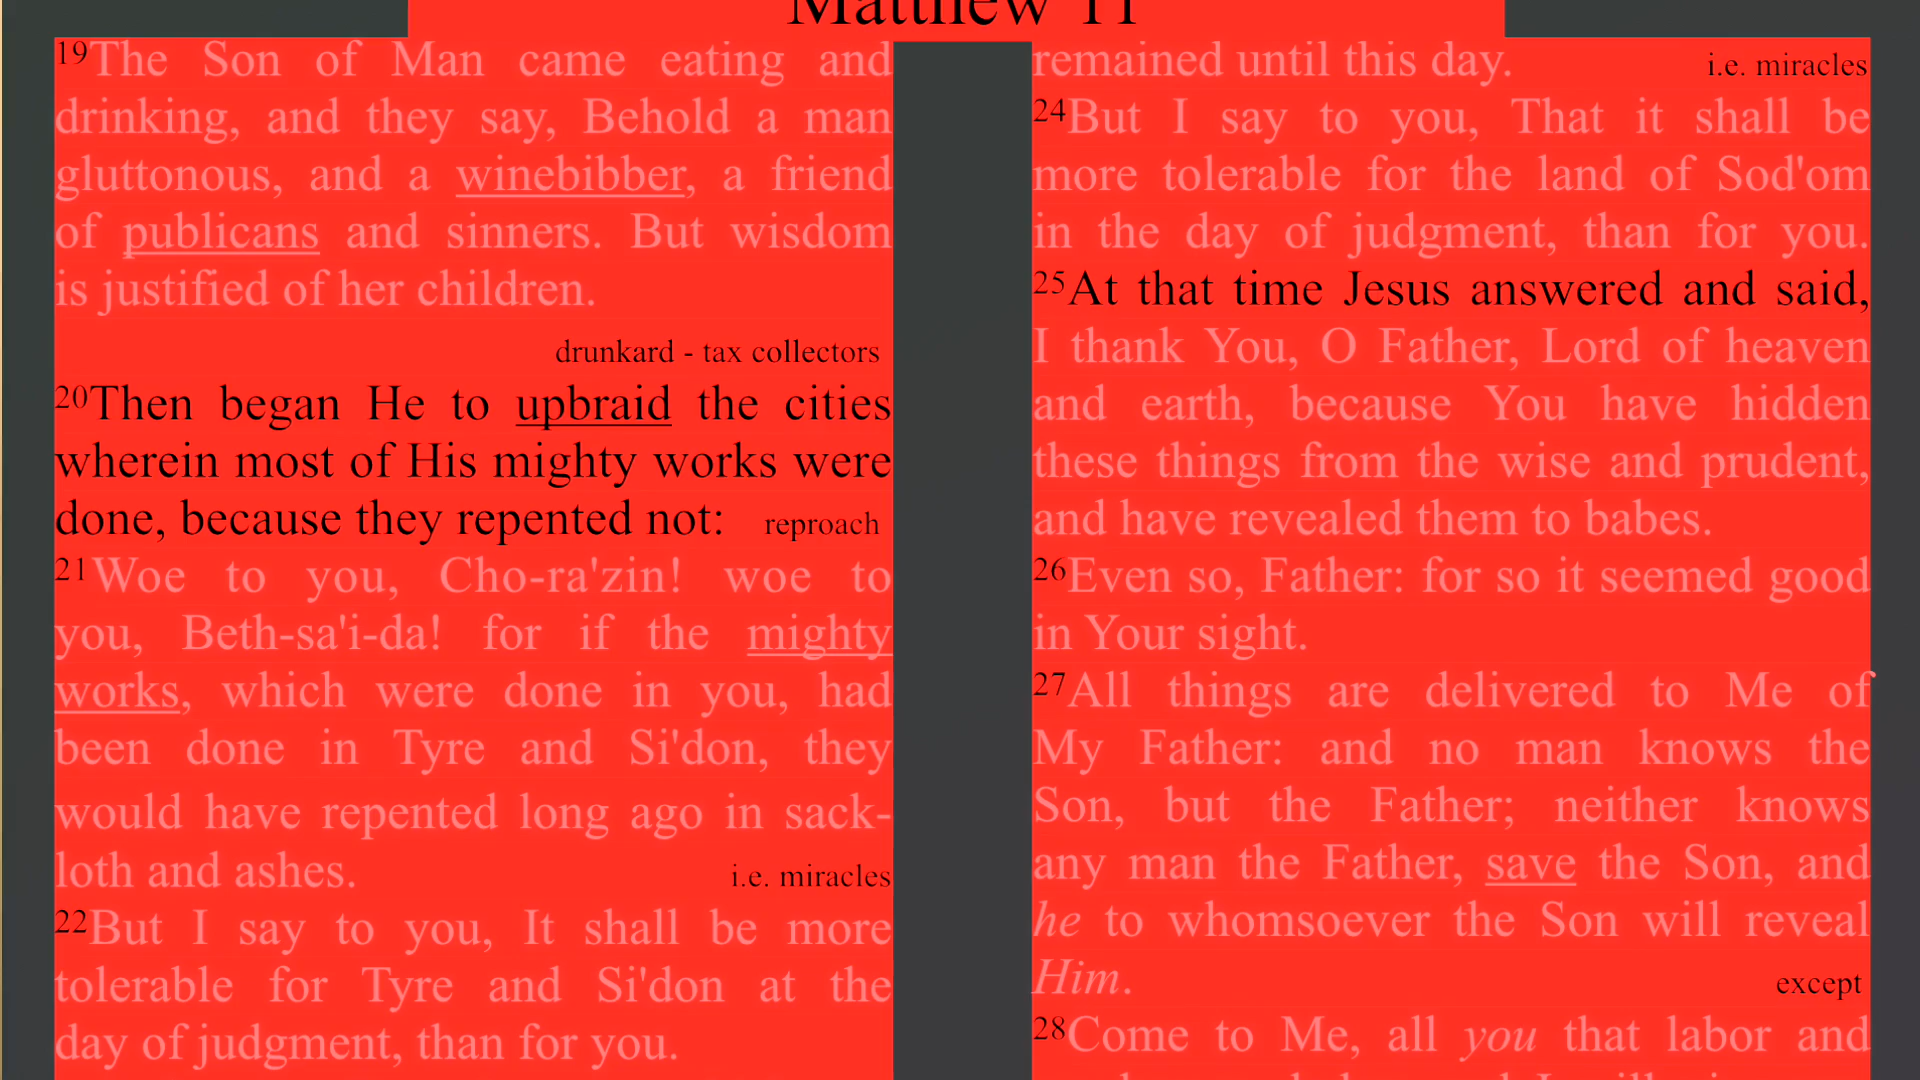 Matthew 11
19The Son of Man came eating and
drinking, and they say, Behold a man
gluttonous, and a winebibber, a friend
of publicans and sinners. But wisdom
is justified of her children.
drunkard - tax collectors
20Then began He to upbraid the cities
wherein most of His mighty works were
done, because they repented not: reproach
21Woe to you, Cho-ra'zin! woe to
you, Beth-sa'i-da! for if the mighty
works, which were done in you, had
been done in Tyre and Si'don, they
would have repented long ago in sack-
loth and ashes. i.e. miracles
22But I say to you, It shall be more
tolerable for Tyre and Si'don at the
day of judgment, than for you.
remained until this day. i.e. miracles
24But I say to you, That it shall be
more tolerable for the land of Sod'om
in the day of judgment, than for you.
25At that time Jesus answered and said,
I thank You, O Father, Lord of heaven
and earth, because You have hidden
these things from the wise and prudent,
and have revealed them to babes.
26Even so, Father: for so it seemed good
in Your sight.
27All things are delivered to Me of
My Father: and no man knows the
Son, but the Father; neither knows
any man the Father, save the Son, and
he to whomsoever the Son will reveal
Him. except
28Come to Me, all you that labor and